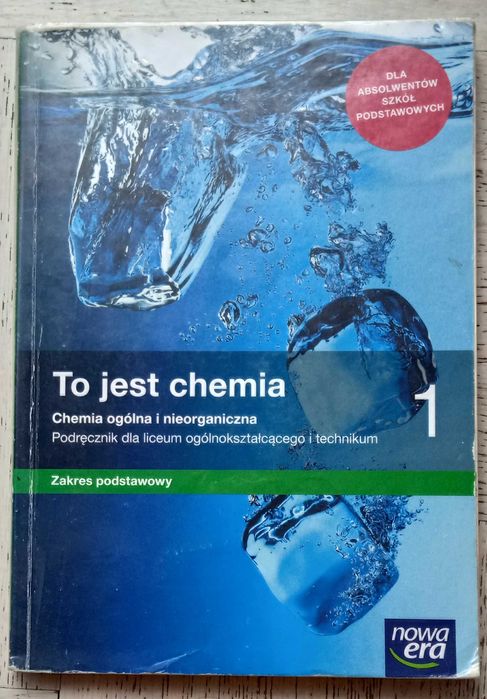 DLA
ABSOLWENTÓW
SZKÓŁ
PODSTAWOWYCH
To jest chemia
1
Chemia ogólna i nieorganiczna
Podręcznik dla liceum ogólnokształcącego i technikum
Zakres podstawowy
nowa
era